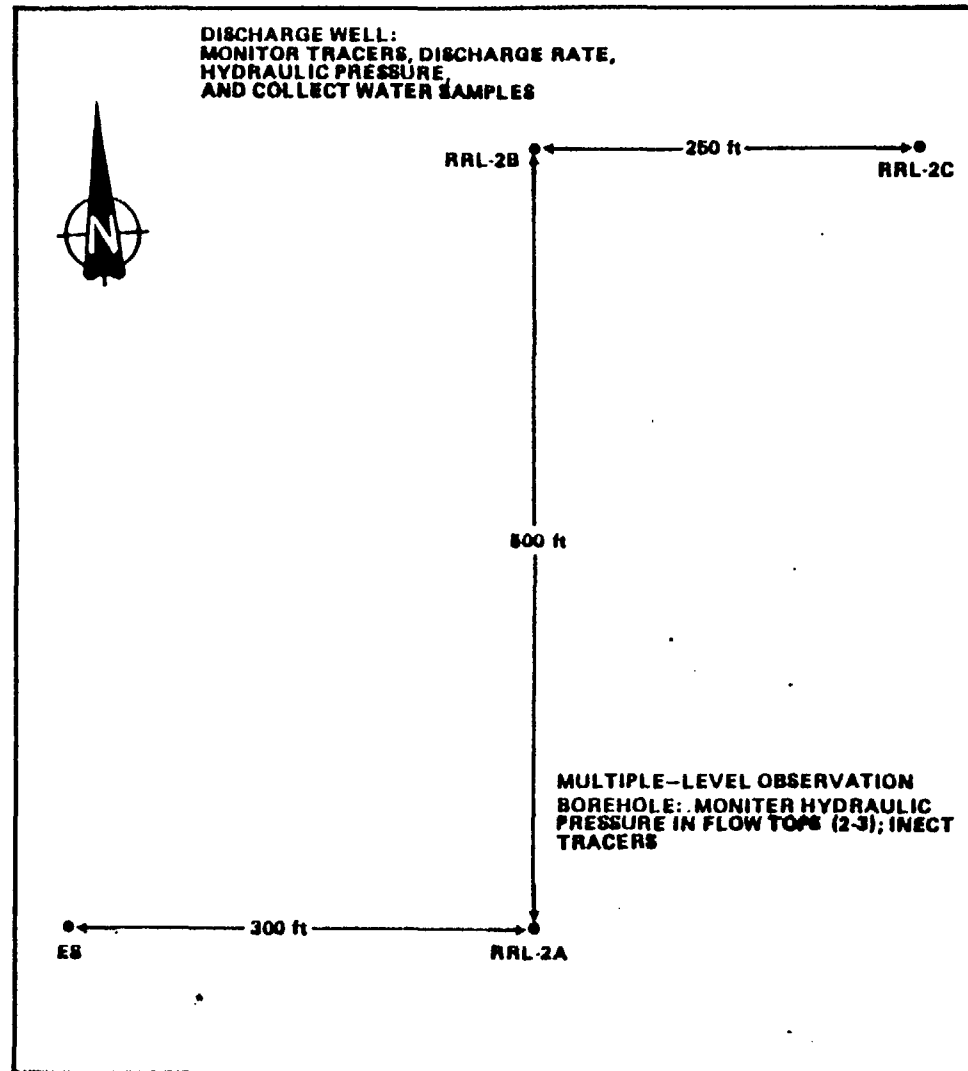 DISCHARGE WELL:
MONITOR TRACERS, DISCHARGE RATE,
HYDRAULIC PRESSURE,
AND COLLECT WATER SAMPLES
RRL-2B
250 ft
RRL-2C
N
500 ft
MULTIPLE-LEVEL OBSERVATION
BOREHOLE: MONITER HYDRAULIC
PRESSURE IN FLOW TOPS (2-3); INECT
TRACERS
300 ft
ES
RRL-2A